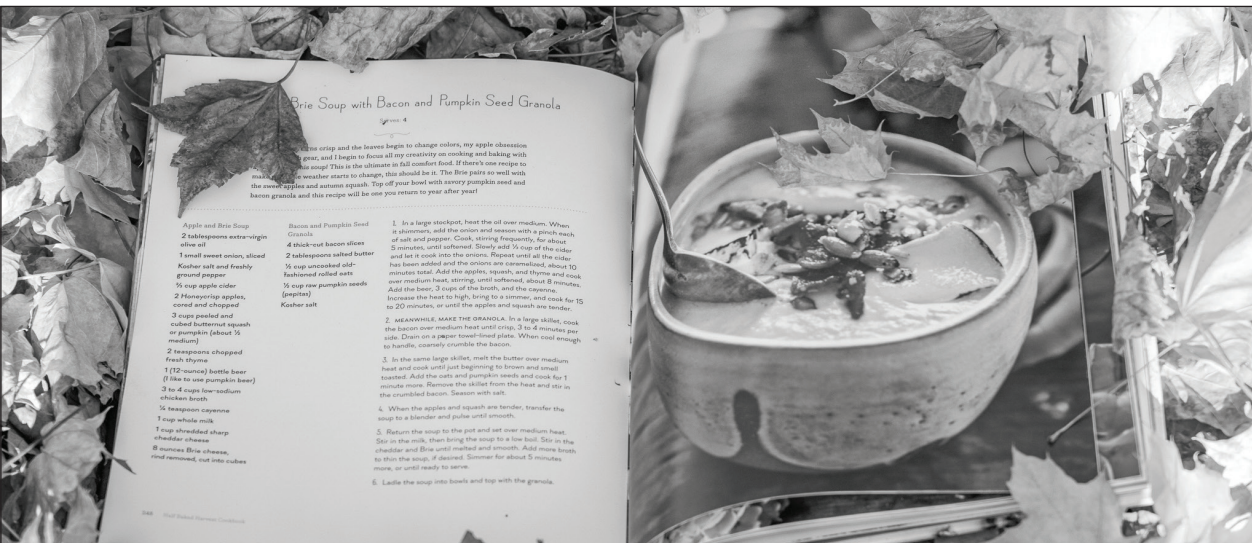 Brie Soup with Bacon and Pumpkin Seed Granola
Serves: 4
crisp and the leaves begin to change colors, my apple obsession
gear, and I begin to focus all my creativity on cooking and baking with
this soup! This is the ultimate in fall comfort food. If there's one recipe to
weather starts to change, this should be it. The Brie pairs so well with
the sweet apples and autumn squash. Top off your bowl with savory pumpkin seed and
bacon granola and this recipe will be one you return to year after year!
Apple and Brie Soup
2 tablespoons extra-virgin
olive oil
1 small sweet onion, sliced
Kosher salt and freshly
ground pepper
apple cider
2 Honeycrisp apples,
cored and chopped
3 cups peeled and
cubed butternut squash
or pumpkin (about ½
medium)
2 teaspoons chopped
fresh thyme
1 (12-ounce) bottle beer
(I like to use pumpkin beer)
3 to 4 cups low-sodium
chicken broth
teaspoon cayenne
1 cup whole milk
1 cup shredded sharp
cheddar cheese
8 ounces Brie cheese,
rind removed, cut into cubes
Bacon and Pumpkin Seed
Granola
4 thick-cut bacon slices
2 tablespoons salted butter
cup uncooked old-
fashioned rolled oats
cup raw pumpkin seeds
(pepitas)
Kosher salt
1. In a large stockpot, heat the oil over medium. When
it shimmers, add the onion and season with a pinch each
of salt and pepper. Cook, stirring frequently, for about
5 minutes, until softened. Slowly add cup of the cider
and let it cook into the onions. Repeat until all the cider
has been added and the onions are caramelized, about 10
minutes total. Add the apples, squash, and thyme and cook
over medium heat, stirring, until softened, about 8 minutes.
Add the beer, 3 cups of the broth, and the cayenne.
Increase the heat to high, bring to a simmer, and cook for 15
to 20 minutes, or until the apples and squash are tender.
2. MEANWHILE, MAKE THE GRANOLA. In a large skillet, cook
the bacon over medium heat until crisp, 3 to 4 minutes per
side. Drain on a paper towel-lined plate. When cool enough
to handle, coarsely crumble the bacon.
3. In the same large skillet, melt the butter over medium
heat and cook until just beginning to brown and smell
toasted. Add the oats and pumpkin seeds and cook for 1
minute more. Remove the skillet from the heat and stir in
the crumbled bacon. Season with salt.
4. When the apples and squash are tender, transfer the
soup to a blender and pulse until smooth.
5. Return the soup to the pot and set over medium heat.
Stir in the milk, then bring the soup to a low boil. Stir in the
cheddar and Brie until melted and smooth. Add more broth
to thin the soup, if desired. Simmer for about 5 minutes
more, or until ready to serve.
6. Ladle the soup into bowls and top with the granola.
Half Baked Harvest Cookbook